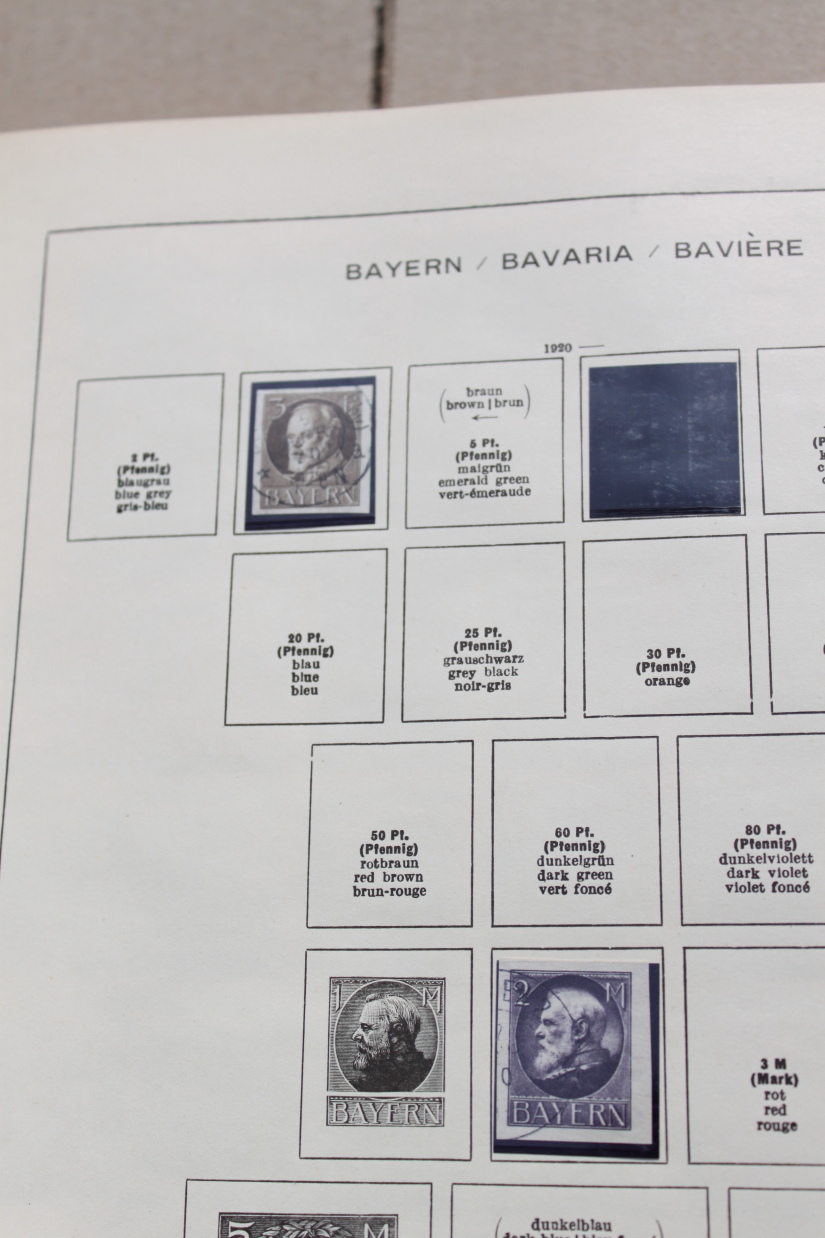 BAYERN / BAVARIA / BAVIÈRE
1920 —
2 Pf.
(Pfennig)
blaugrau
blue grey
gris-bleu
3
BAYERN
braun
brown | brun
←
5 Pf.
(Pfennig)
maigrün
emerald green
vert-émeraude
20 Pf.
(Pfennig)
blau
blue
bleu
25 Pf.
(Pfennig)
grauschwarz
grey black
noir-gris
30 Pf.
(Pfennig)
orange
50 Pf.
(Pfennig)
rotbraun
red brown
brun-rouge
60 Pf.
(Pfennig)
dunkelgrün
dark green
vert foncé
80 Pf.
(Pfennig)
dunkelviolett
dark violet
violet foncé
1 M
BAYERN
2 M
BAYERN
3 M
(Mark)
rot
red
rouge
5 M
dunkelblau